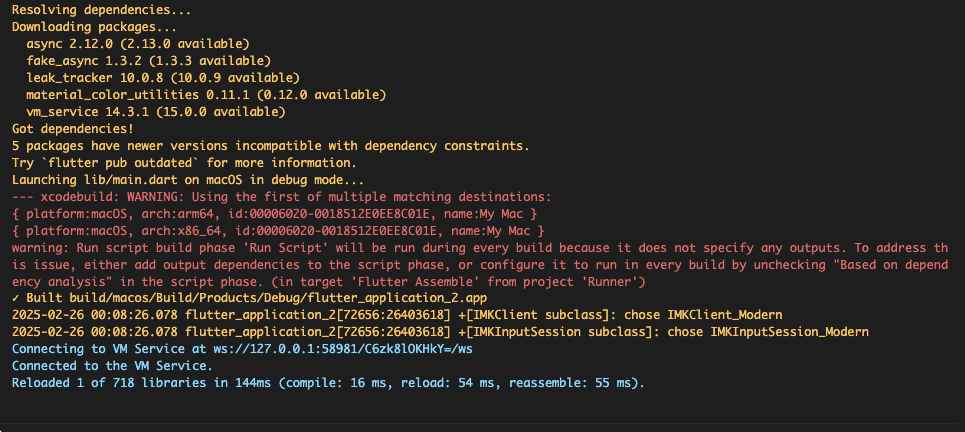 Resolving dependencies...
Downloading packages...
  async 2.12.0 (2.13.0 available)
  fake_async 1.3.2 (1.3.3 available)
  leak_tracker 10.0.8 (10.0.9 available)
  material_color_utilities 0.11.1 (0.12.0 available)
  vm_service 14.3.1 (15.0.0 available)
Got dependencies!
5 packages have newer versions incompatible with dependency constraints.
Try `flutter pub outdated` for more information.
Launching lib/main.dart on macOS in debug mode...
--- xcodebuild: WARNING: Using the first of multiple matching destinations:
{ platform:macOS, arch:arm64, id:00006020-0018512E0EE8C01E, name:My Mac }
{ platform:macOS, arch:x86_64, id:00006020-0018512E0EE8C01E, name:My Mac }
warning: Run script build phase 'Run Script' will be run during every build because it does not specify any outputs. To address th
is issue, either add output dependencies to the script phase, or configure it to run in every build by unchecking "Based on depend
ency analysis" in the script phase. (in target 'Flutter Assemble' from project 'Runner')
✓ Built build/macos/Build/Products/Debug/flutter_application_2.app
2025-02-26 00:08:26.078 flutter_application_2[72656:26403618] +[IMKClient subclass]: chose IMKClient_Modern
2025-02-26 00:08:26.078 flutter_application_2[72656:26403618] +[IMKInputSession subclass]: chose IMKInputSession_Modern
Connecting to VM Service at ws://127.0.0.1:58981/C6zk8lOKHkY=/ws
Connected to the VM Service.
Reloaded 1 of 718 libraries in 144ms (compile: 16 ms, reload: 54 ms, reassemble: 55 ms).